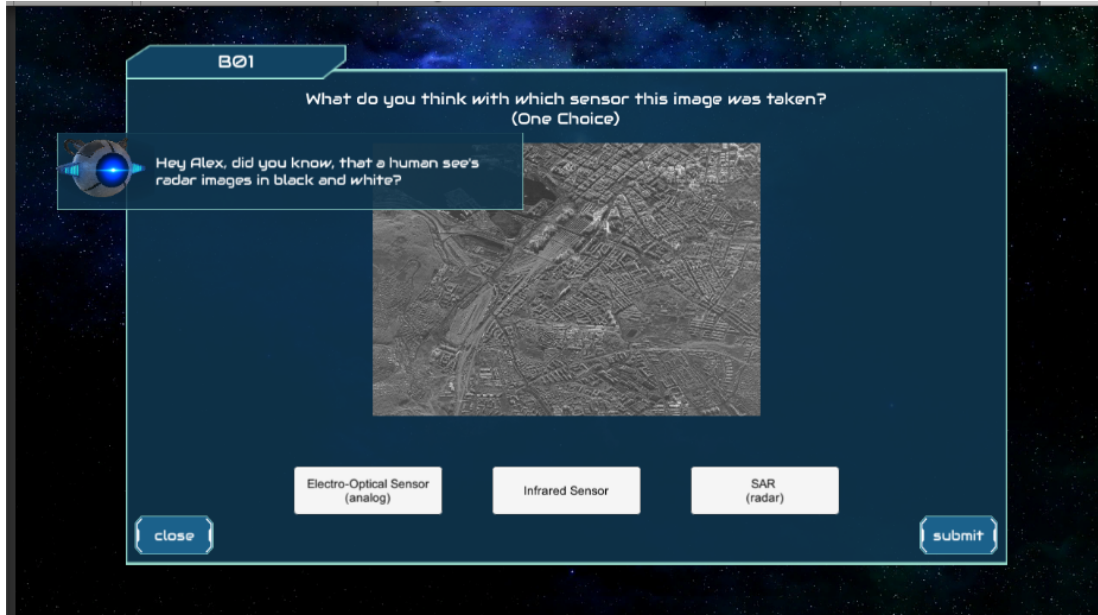 B01
What do you think with which sensor this image was taken?
(One Choice)
Hey Alex, did you know, that a human see's
radar images in black and white?
Electro-Optical Sensor
(analog)
Infrared Sensor
SAR
(radar)
close
submit